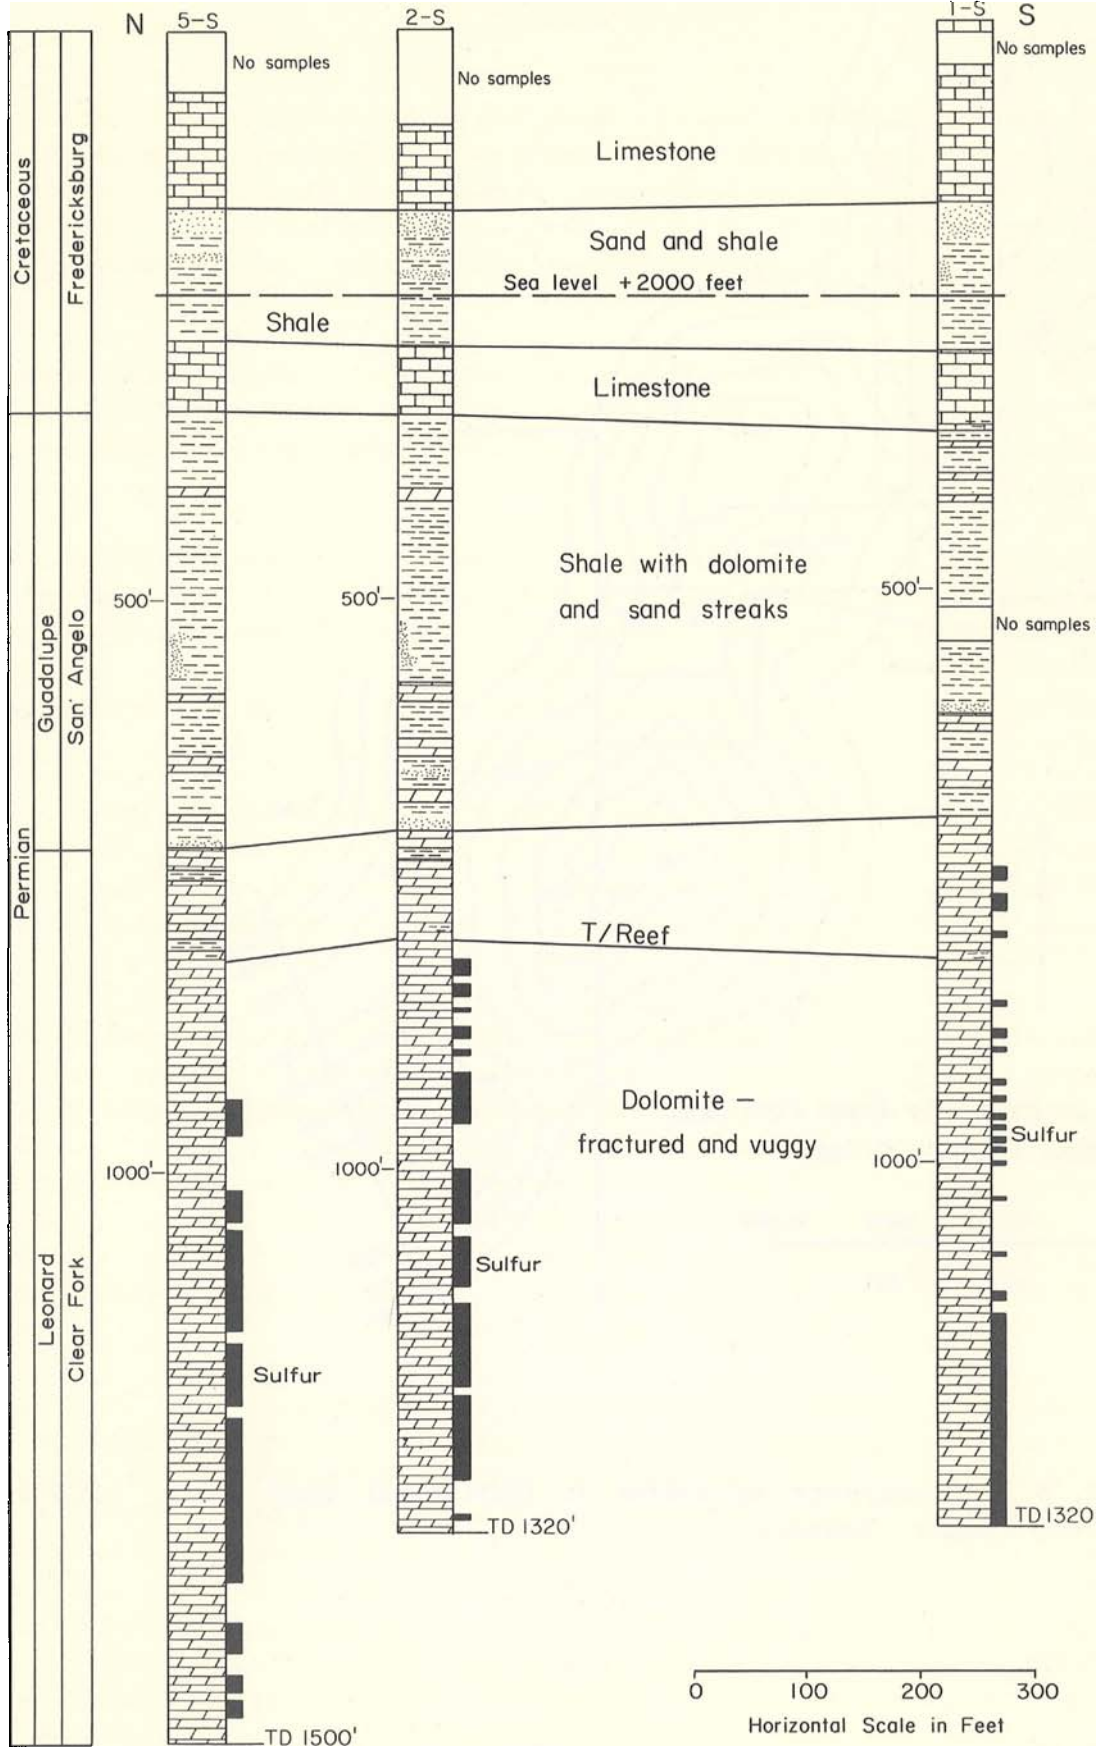 N
5-S
2-S
1-S
S
No samples
No samples
No samples
Limestone
Cretaceous
Fredericksburg
Sand and shale
Sea level +2000 feet
Shale
Limestone
Shale with dolomite
and sand streaks
500'
500'
500'
No samples
Guadalupe
San Angelo
Permian
T/Reef
Dolomite –
fractured and vuggy
Sulfur
1000'
1000'
1000'
Sulfur
Leonard
Clear Fork
Sulfur
TD 1320'
TD 1320
TD 1500'
0 100 200 300
Horizontal Scale in Feet